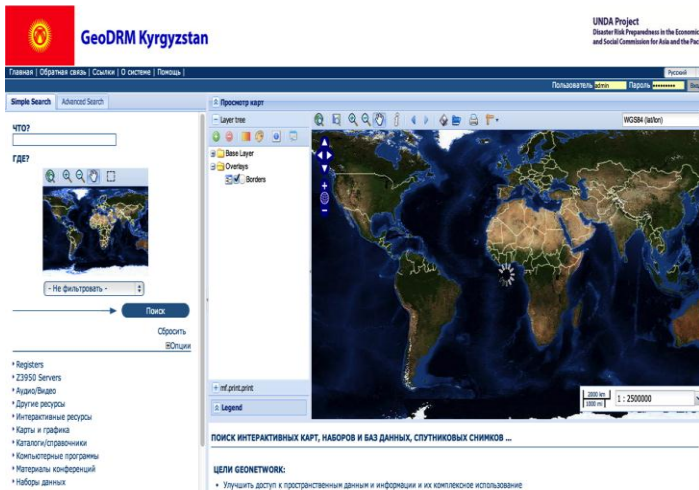 GeoDRM Kyrgyzstan
UNDA Project
Disaster Risk Preparedness in the Economic
and Social Commission for Asia and the Pac
Главная | Обратная связь | Ссылки | О системе | Помощь |
Русский
Пользователь admin Пароль
Simple Search
Advanced Search
ЧТО?
ГДЕ?
- Не фильтровать -
Поиск
Сбросить
Опции
Registers
Z3950 Servers
Аудио/Видео
Другие ресурсы
Интерактивные ресурсы
Карты и графика
Каталоги/справочники
Компьютерные программы
Материалы конференций
Наборы данных
Просмотр карт
Layer tree
Base Layer
Overlays
Borders
WGS84 (lat/lon)
2000 km
1000 mi
1 : 2500000
mf.print.print
Legend
ПОИСК ИНТЕРАКТИВНЫХ КАРТ, НАБОРОВ И БАЗ ДАННЫХ, СПУТНИКОВЫХ СНИМКОВ ...
ЦЕЛИ GEONETWORK:
• Улучшить доступ к пространственным данным и информации и их комплексное использование